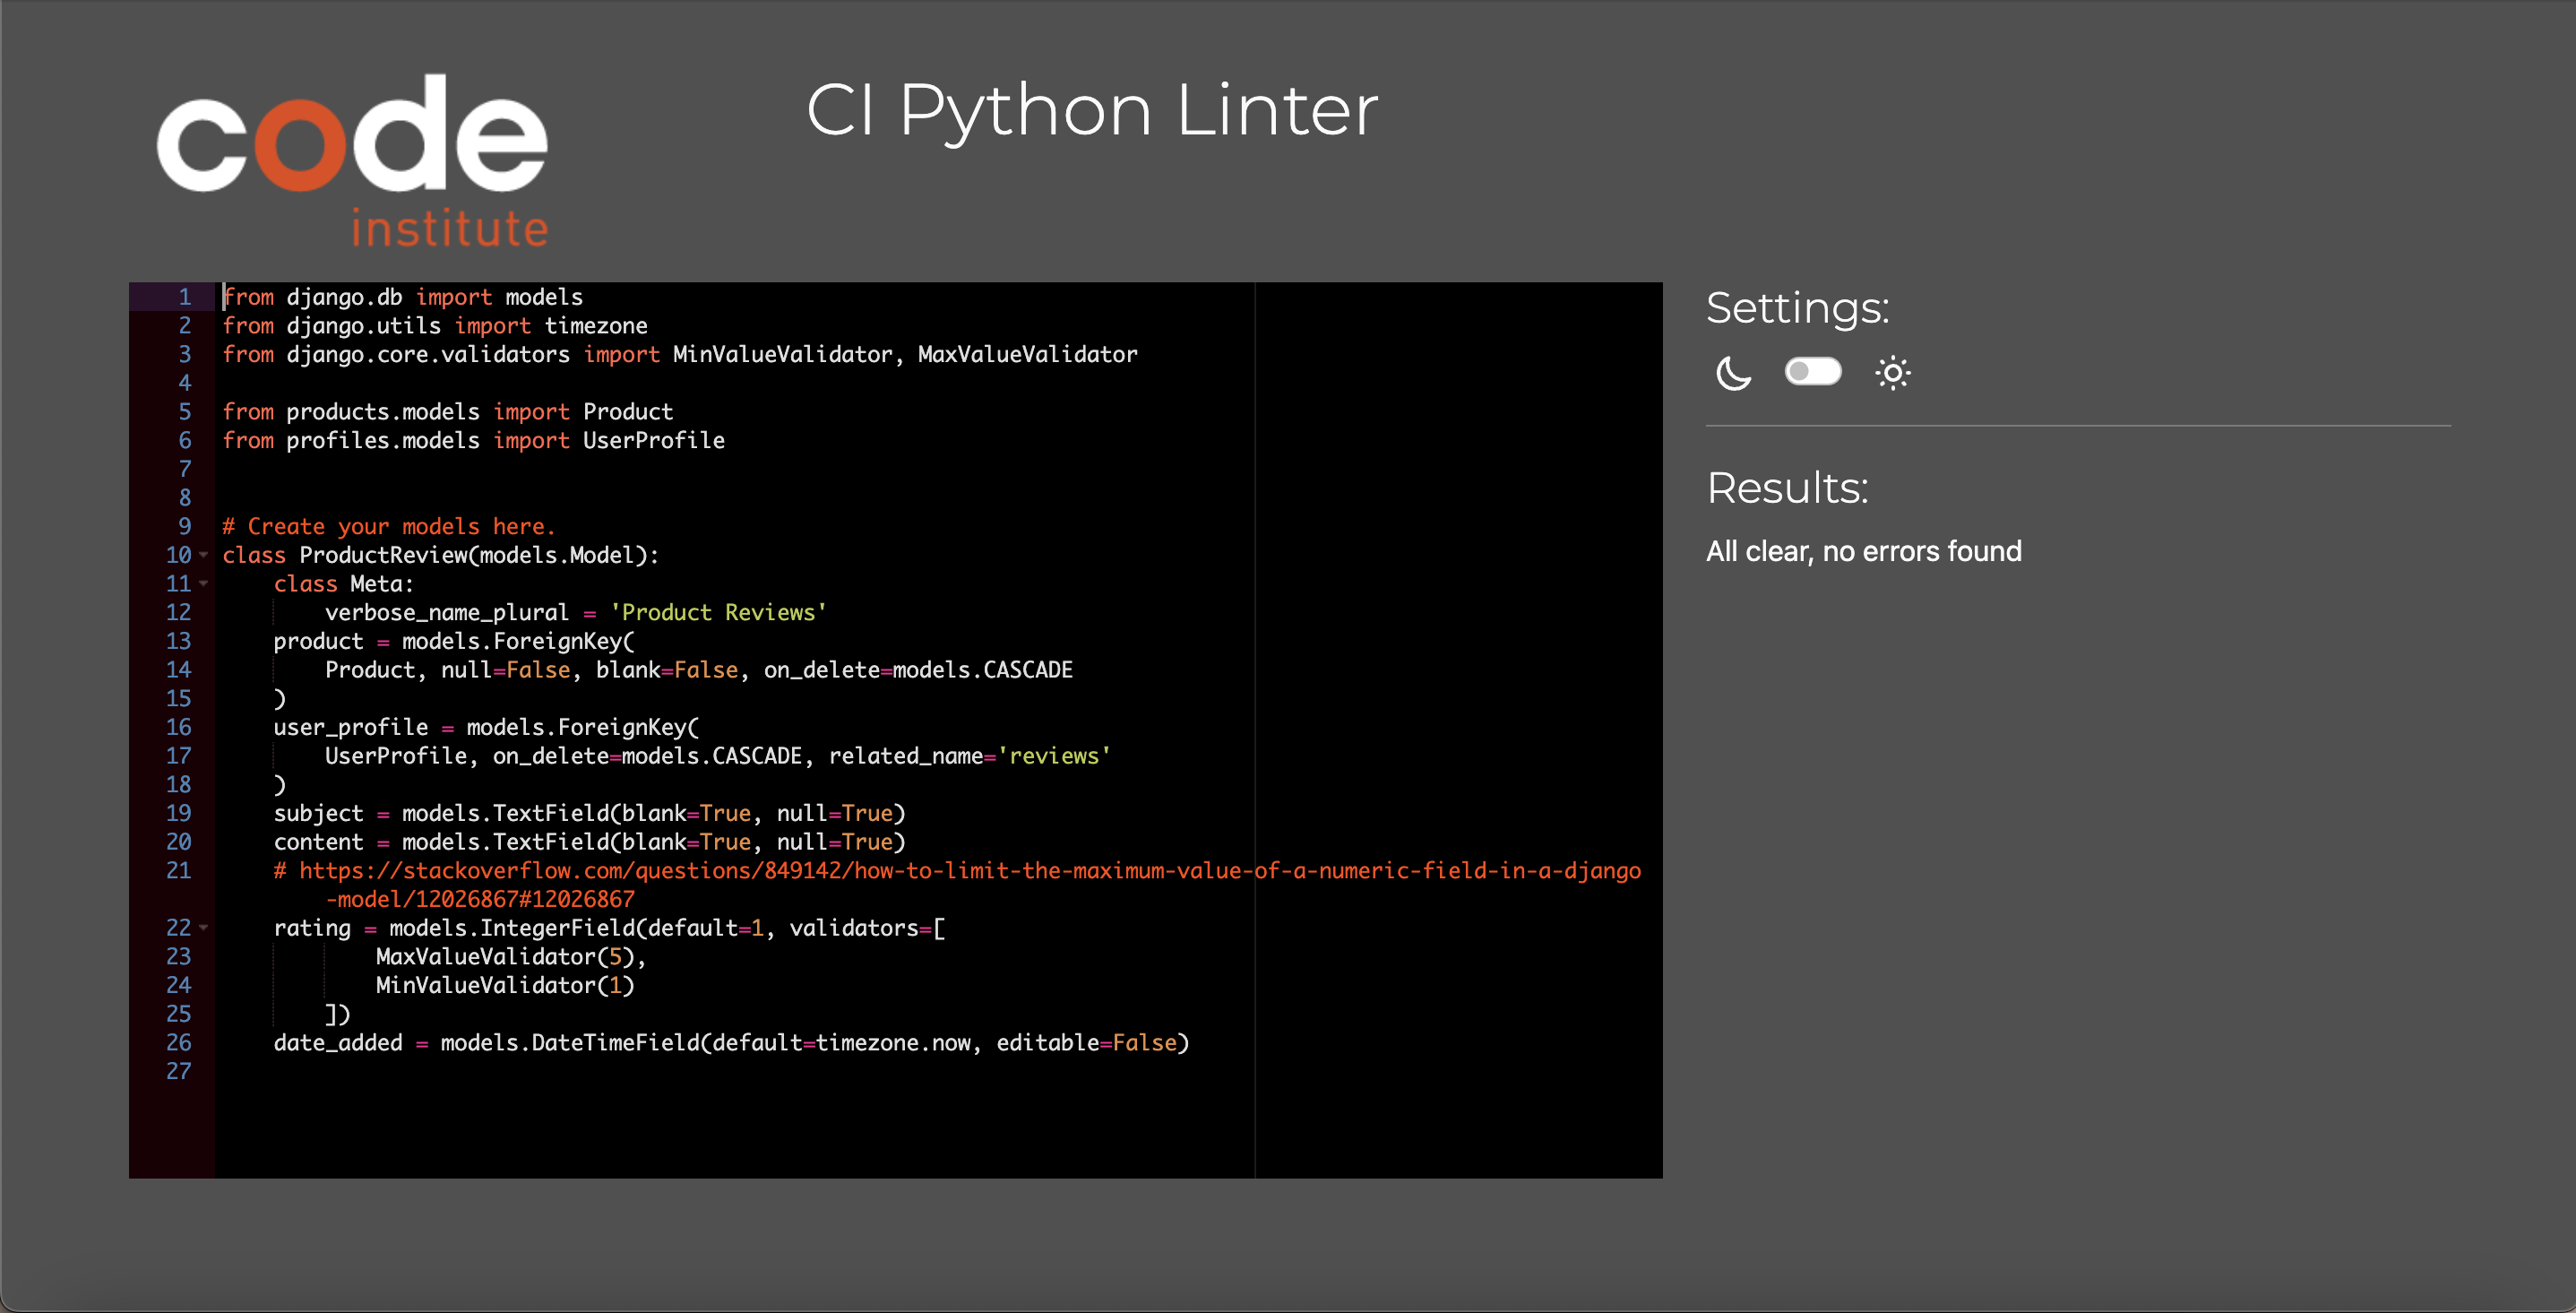 code
institute
CI Python Linter
1 from django.db import models
2 from django.utils import timezone
3 from django.core.validators import MinValueValidator, MaxValueValidator
4
5 from products.models import Product
6 from profiles.models import UserProfile
7
8
9 # Create your models here.
10 class ProductReview(models.Model):
11     class Meta:
12         verbose_name_plural = 'Product Reviews'
13     product = models.ForeignKey(
14         Product, null=False, blank=False, on_delete=models.CASCADE
15     )
16     user_profile = models.ForeignKey(
17         UserProfile, on_delete=models.CASCADE, related_name='reviews'
18     )
19     subject = models.TextField(blank=True, null=True)
20     content = models.TextField(blank=True, null=True)
21     # https://stackoverflow.com/questions/849142/how-to-limit-the-maximum-value-of-a-numeric-field-in-a-django
        -model/12026867#12026867
22     rating = models.IntegerField(default=1, validators=[
23             MaxValueValidator(5),
24             MinValueValidator(1)
25         ])
26     date_added = models.DateTimeField(default=timezone.now, editable=False)
27
Settings:
Results:
All clear, no errors found